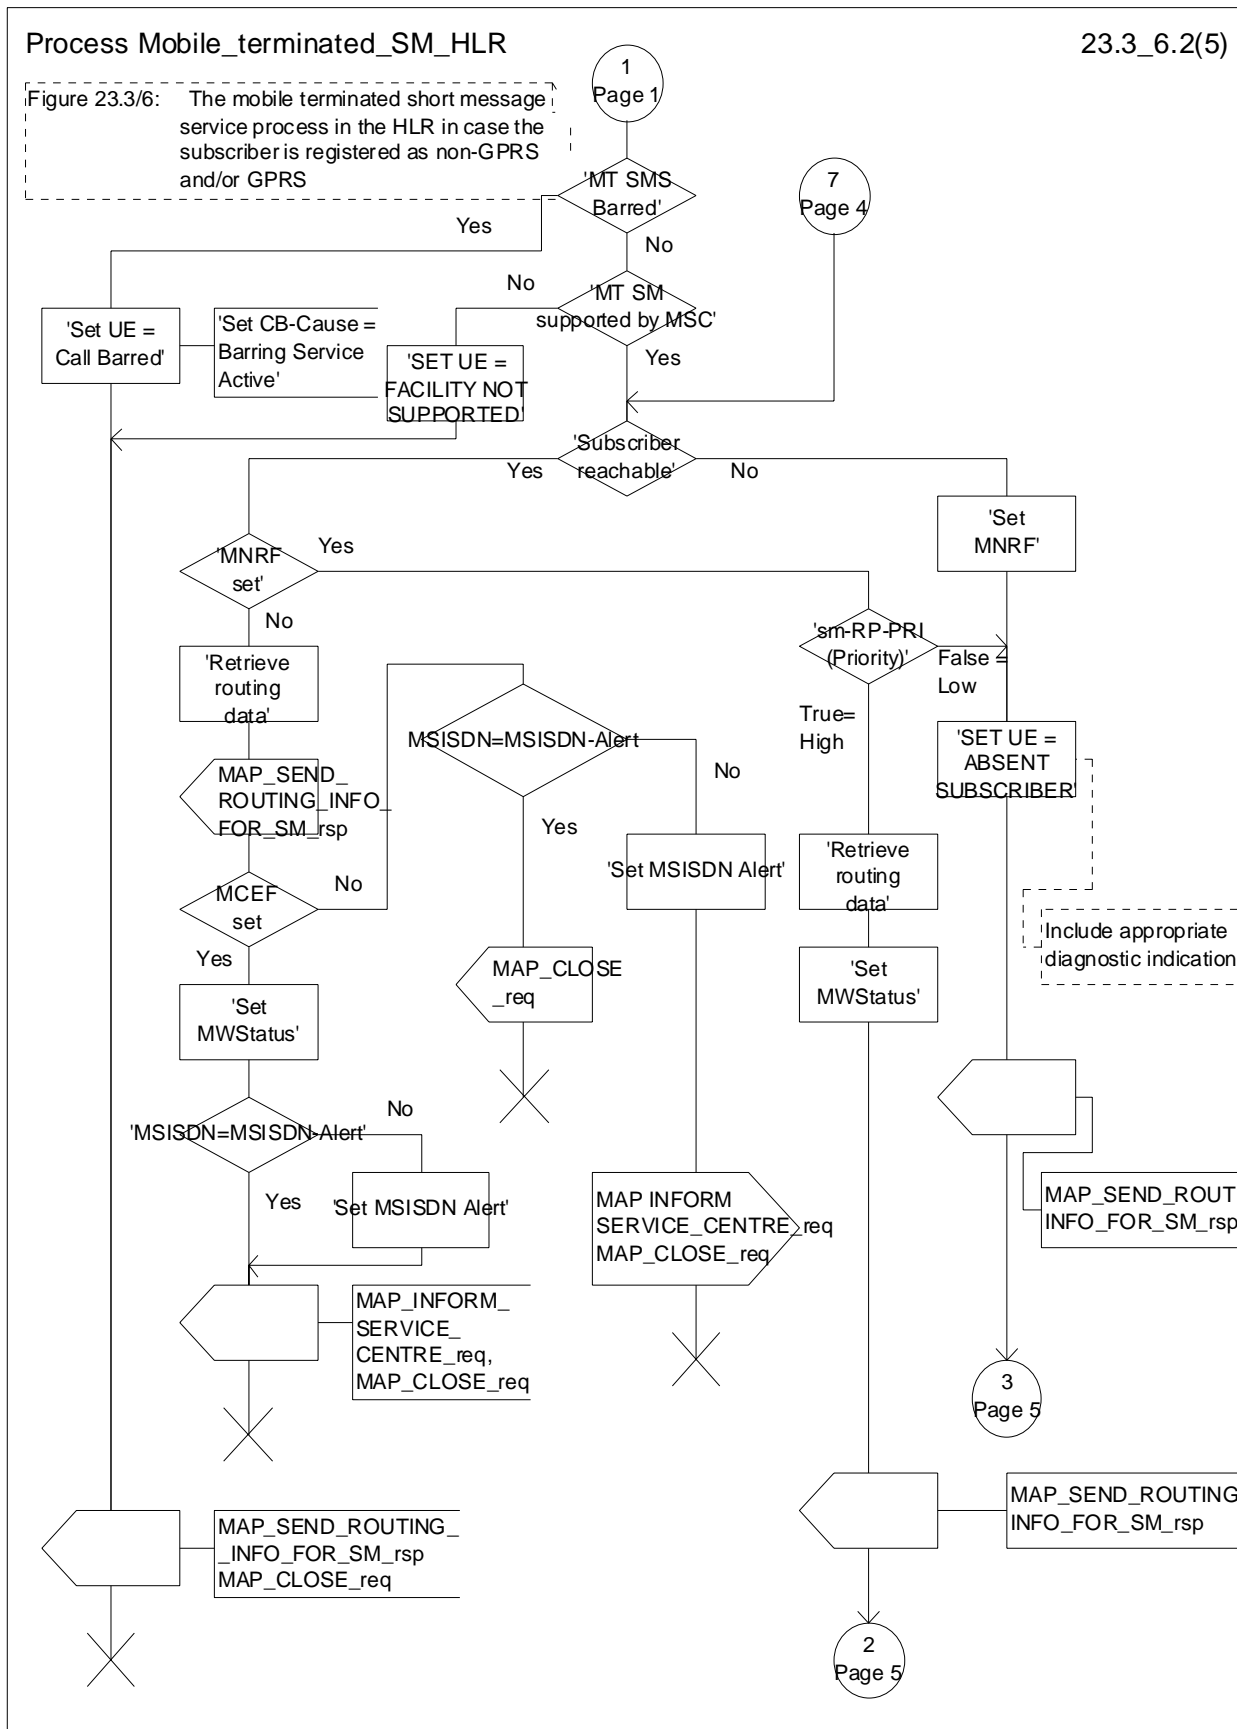 Process Mobile_terminated_SM_HLR
23.3_6.2(5)
Figure 23.3/6: The mobile terminated short message
service process in the HLR in case the
subscriber is registered as non-GPRS
and/or GPRS
1
Page 1
'MT SMS
Barred'
7
Page 4
Yes
No
No
'MT SM
supported by MSC'
'Set UE =
Call Barred'
'Set CB-Cause =
Barring Service
Active'
'SET UE =
FACILITY NOT
SUPPORTED'
Yes
'Subscriber
reachable'
Yes
No
'Set
MNRF'
'MNRF
set'
Yes
No
'sm-RP-PRI
(Priority)'
False =
Low
True=
High
'Retrieve
routing
data'
MSISDN=MSISDN-Alert
'SET UE =
ABSENT
SUBSCRIBER'
No
MAP_SEND_
ROUTING_INFO_
FOR_SM_rsp
Yes
'Set MSISDN Alert'
'Retrieve
routing
data'
MCEF
set
No
Yes
Include appropriate
diagnostic indication
MAP_CLOSE
_req
'Set
MWStatus'
'Set
MWStatus'
No
'MSISDN=MSISDN-Alert'
Yes
'Set MSISDN Alert'
MAP INFORM
SERVICE_CENTRE_req
MAP_CLOSE_req
MAP_SEND_ROUTI
INFO_FOR_SM_rsp
MAP_INFORM_
SERVICE_
CENTRE_req,
MAP_CLOSE_req
3
Page 5
MAP_SEND_ROUTING_
_INFO_FOR_SM_rsp
MAP_CLOSE_req
MAP_SEND_ROUTING
INFO_FOR_SM_rsp
2
Page 5